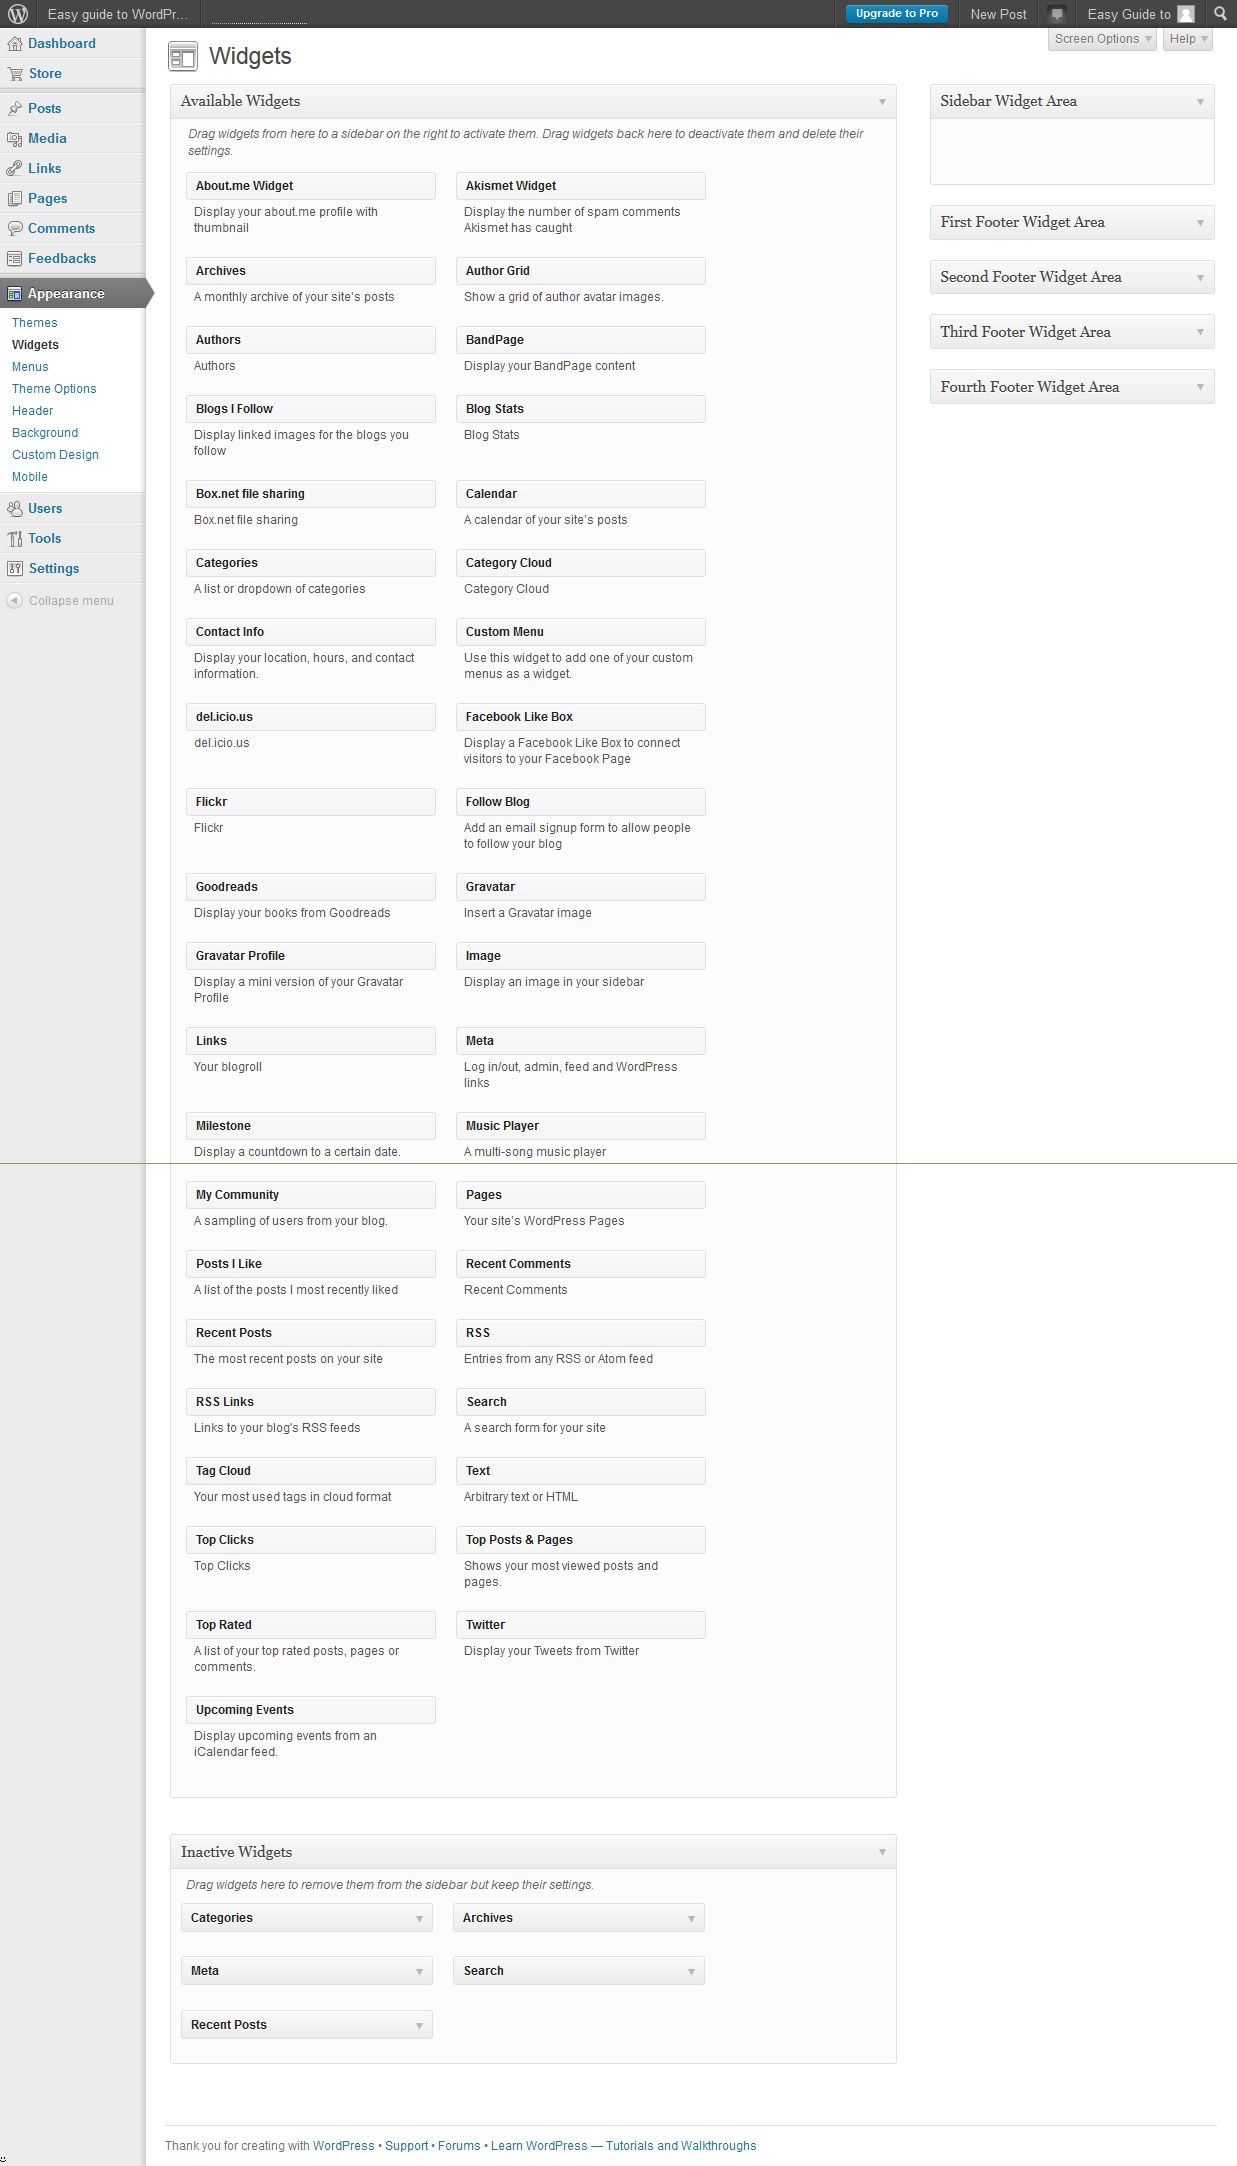 Easy guide to WordPr...
Upgrade to Pro
New Post
Easy Guide to
Screen Options
Help
Dashboard
Store
Posts
Media
Links
Pages
Comments
Feedbacks
Appearance
Themes
Widgets
Menus
Theme Options
Header
Background
Custom Design
Mobile
Users
Tools
Settings
Collapse menu
Widgets
Available Widgets
Drag widgets from here to a sidebar on the right to activate them. Drag widgets back here to deactivate them and delete their
settings.
About.me Widget
Display your about.me profile with
thumbnail
Akismet Widget
Display the number of spam comments
Akismet has caught
Archives
A monthly archive of your site's posts
Author Grid
Show a grid of author avatar images.
Authors
Authors
BandPage
Display your BandPage content
Blogs I Follow
Display linked images for the blogs you
follow
Blog Stats
Blog Stats
Box.net file sharing
Box.net file sharing
Calendar
A calendar of your site's posts
Categories
A list or dropdown of categories
Category Cloud
Category Cloud
Contact Info
Display your location, hours, and contact
information.
Custom Menu
Use this widget to add one of your custom
menus as a widget.
del.icio.us
del.icio.us
Facebook Like Box
Display a Facebook Like Box to connect
visitors to your Facebook Page
Flickr
Flickr
Follow Blog
Add an email signup form to allow people
to follow your blog
Goodreads
Display your books from Goodreads
Gravatar
Insert a Gravatar image
Gravatar Profile
Display a mini version of your Gravatar
Profile
Image
Display an image in your sidebar
Links
Your blogroll
Meta
Log in/out, admin, feed and WordPress
links
Milestone
Display a countdown to a certain date.
Music Player
A multi-song music player
My Community
A sampling of users from your blog.
Pages
Your site's WordPress Pages
Posts I Like
A list of the posts I most recently liked
Recent Comments
Recent Comments
Recent Posts
The most recent posts on your site
RSS
Entries from any RSS or Atom feed
RSS Links
Links to your blog's RSS feeds
Search
A search form for your site
Tag Cloud
Your most used tags in cloud format
Text
Arbitrary text or HTML
Top Clicks
Top Clicks
Top Posts & Pages
Shows your most viewed posts and
pages.
Top Rated
A list of your top rated posts, pages or
comments.
Twitter
Display your Tweets from Twitter
Upcoming Events
Display upcoming events from an
iCalendar feed.
Sidebar Widget Area
First Footer Widget Area
Second Footer Widget Area
Third Footer Widget Area
Fourth Footer Widget Area
Inactive Widgets
Drag widgets here to remove them from the sidebar but keep their settings.
Categories
Archives
Meta
Search
Recent Posts
Thank you for creating with WordPress • Support • Forums • Learn WordPress — Tutorials and Walkthroughs